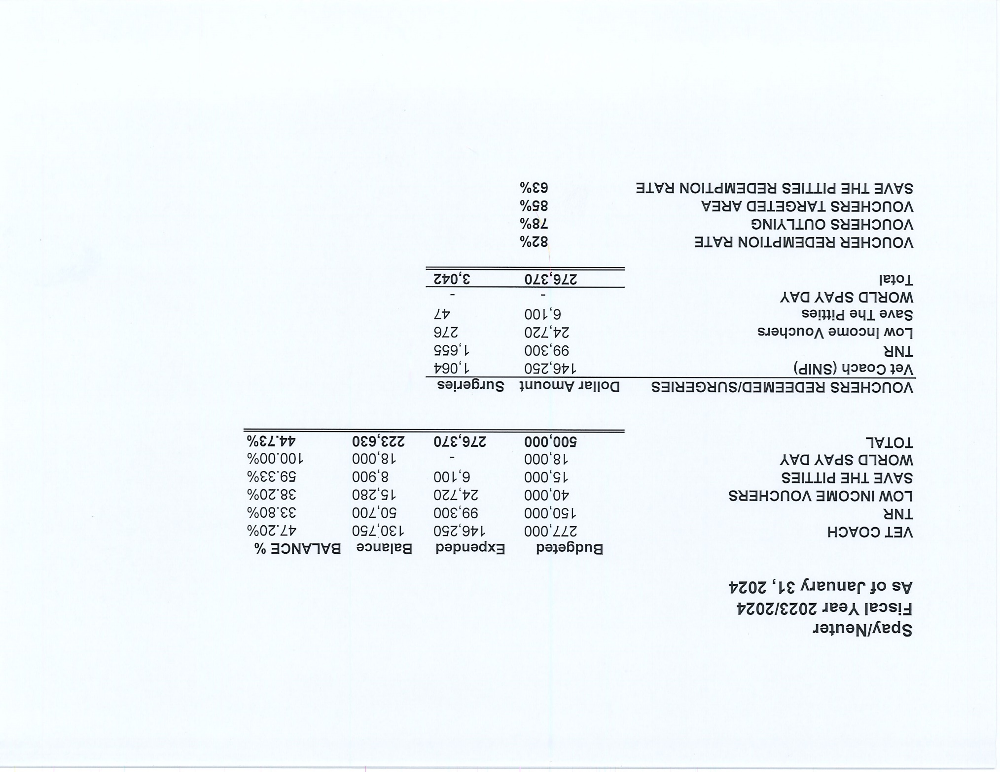 Spay/Neuter
Fiscal Year 2023/2024
As of January 31, 2024
Budgeted Expended Balance BALANCE %
VET COACH 277,000 146,250 130,750 47.20%
TNR 150,000 99,300 50,700 33.80%
LOW INCOME VOUCHERS 40,000 24,720 15,280 38.20%
SAVE THE PITTIES 15,000 6,100 8,900 59.33%
WORLD SPAY DAY 18,000 - 18,000 100.00%
TOTAL 500,000 276,370 223,630 44.73%
VOUCHERS REDEEMED/SURGERIES Dollar Amount Surgeries
Vet Coach (SNIP) 146,250 1,064
TNR 99,300 1,655
Low Income Vouchers 24,720 276
Save The Pitties 6,100 47
WORLD SPAY DAY - -
Total 276,370 3,042
VOUCHER REDEMPTION RATE 82%
VOUCHERS OUTLYING 78%
VOUCHERS TARGETED AREA 85%
SAVE THE PITTIES REDEMPTION RATE 63%